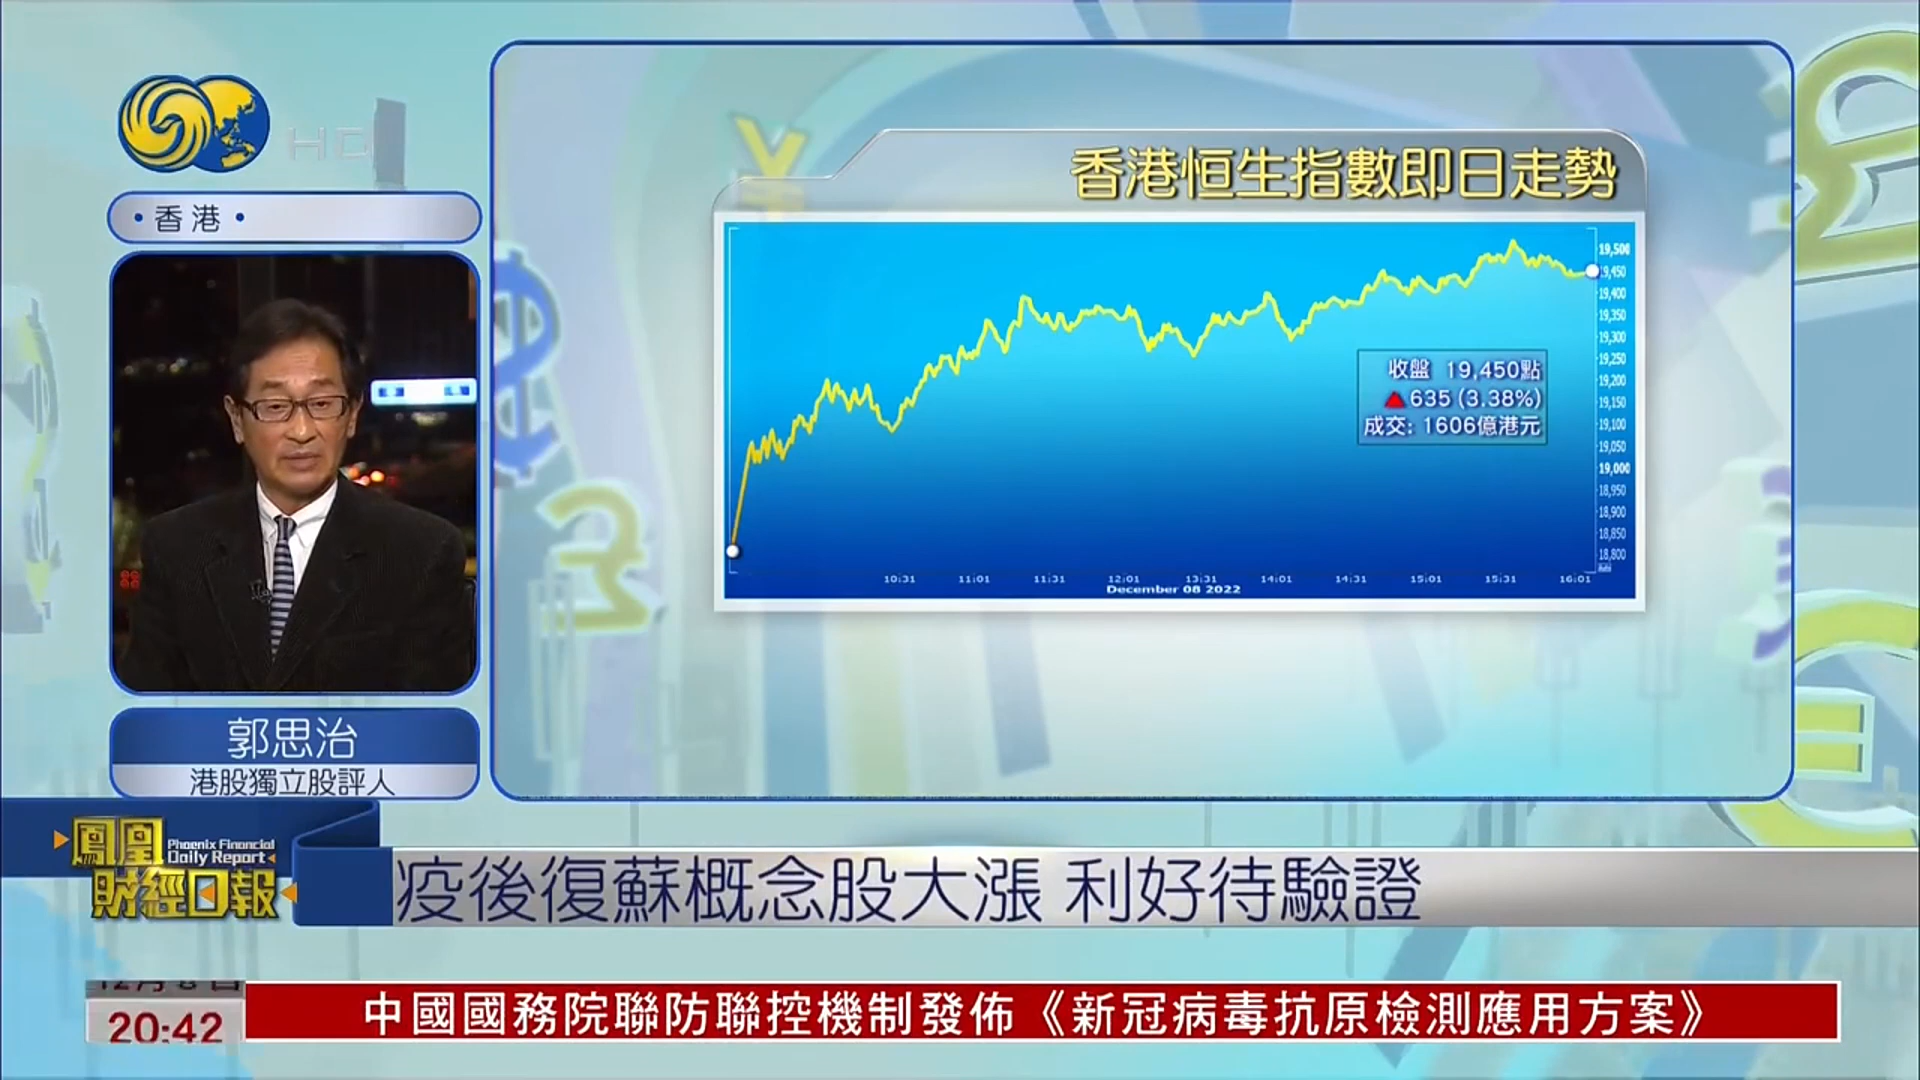 HD
•香港•
香港恒生指數即日走勢
19,500
19,450
19,400
19,350
19,300
19,250
19,200
19,150
19,100
19,050
19,000
18,950
18,900
18,850
18,800
收盤 19,450點
▲635 (3.38%)
成交: 1606億港元
10:31 11:01 11:31 12:01 13:31 14:01 14:31 15:01 15:31 16:01
December 08 2022
郭思治
港股獨立股評人
鳳凰 Phoenix Financial
Daily Report
財經日報
疫後復蘇概念股大漲 利好待驗證
12月8日
20:42
中國國務院聯防聯控機制發佈《新冠病毒抗原檢測應用方案》